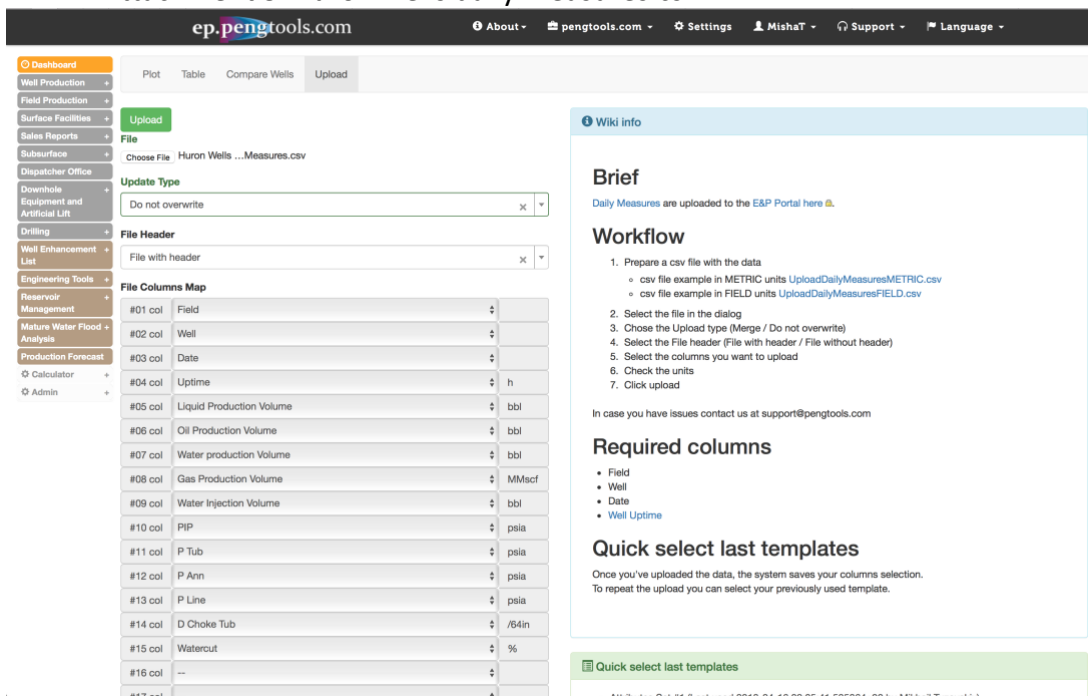 ep.pengtools.com
About
pengtools.com
Settings
MishaT
Support
Language
Dashboard
Well Production +
Field Production +
Surface Facilities +
Sales Reports +
Subsurface +
Dispatcher Office
Downhole +
Equipment and
Artificial Lift
Drilling +
Well Enhancement +
List
Engineering Tools +
Reservoir +
Management
Mature Water Flood +
Analysis
Production Forecast
Calculator +
Admin +
Plot Table Compare Wells Upload
Upload
File
Choose File Huron Wells ...Measures.csv
Update Type
Do not overwrite ×
File Header
File with header ×
File Columns Map
#01 col Field
#02 col Well
#03 col Date
#04 col Uptime h
#05 col Liquid Production Volume bbl
#06 col Oil Production Volume bbl
#07 col Water production Volume bbl
#08 col Gas Production Volume MMscf
#09 col Water Injection Volume bbl
#10 col PIP psia
#11 col P Tub psia
#12 col P Ann psia
#13 col P Line psia
#14 col D Choke Tub /64in
#15 col Watercut %
#16 col --
Wiki info
Brief
Daily Measures are uploaded to the E&P Portal here.
Workflow
1. Prepare a csv file with the data
csv file example in METRIC units UploadDailyMeasuresMETRIC.csv
csv file example in FIELD units UploadDailyMeasuresFIELD.csv
2. Select the file in the dialog
3. Chose the Upload type (Merge / Do not overwrite)
4. Select the File header (File with header / File without header)
5. Select the columns you want to upload
6. Check the units
7. Click upload
In case you have issues contact us at support@pengtools.com
Required columns
• Field
• Well
• Date
• Well Uptime
Quick select last templates
Once you've uploaded the data, the system saves your columns selection.
To repeat the upload you can select your previously used template.
Quick select last templates